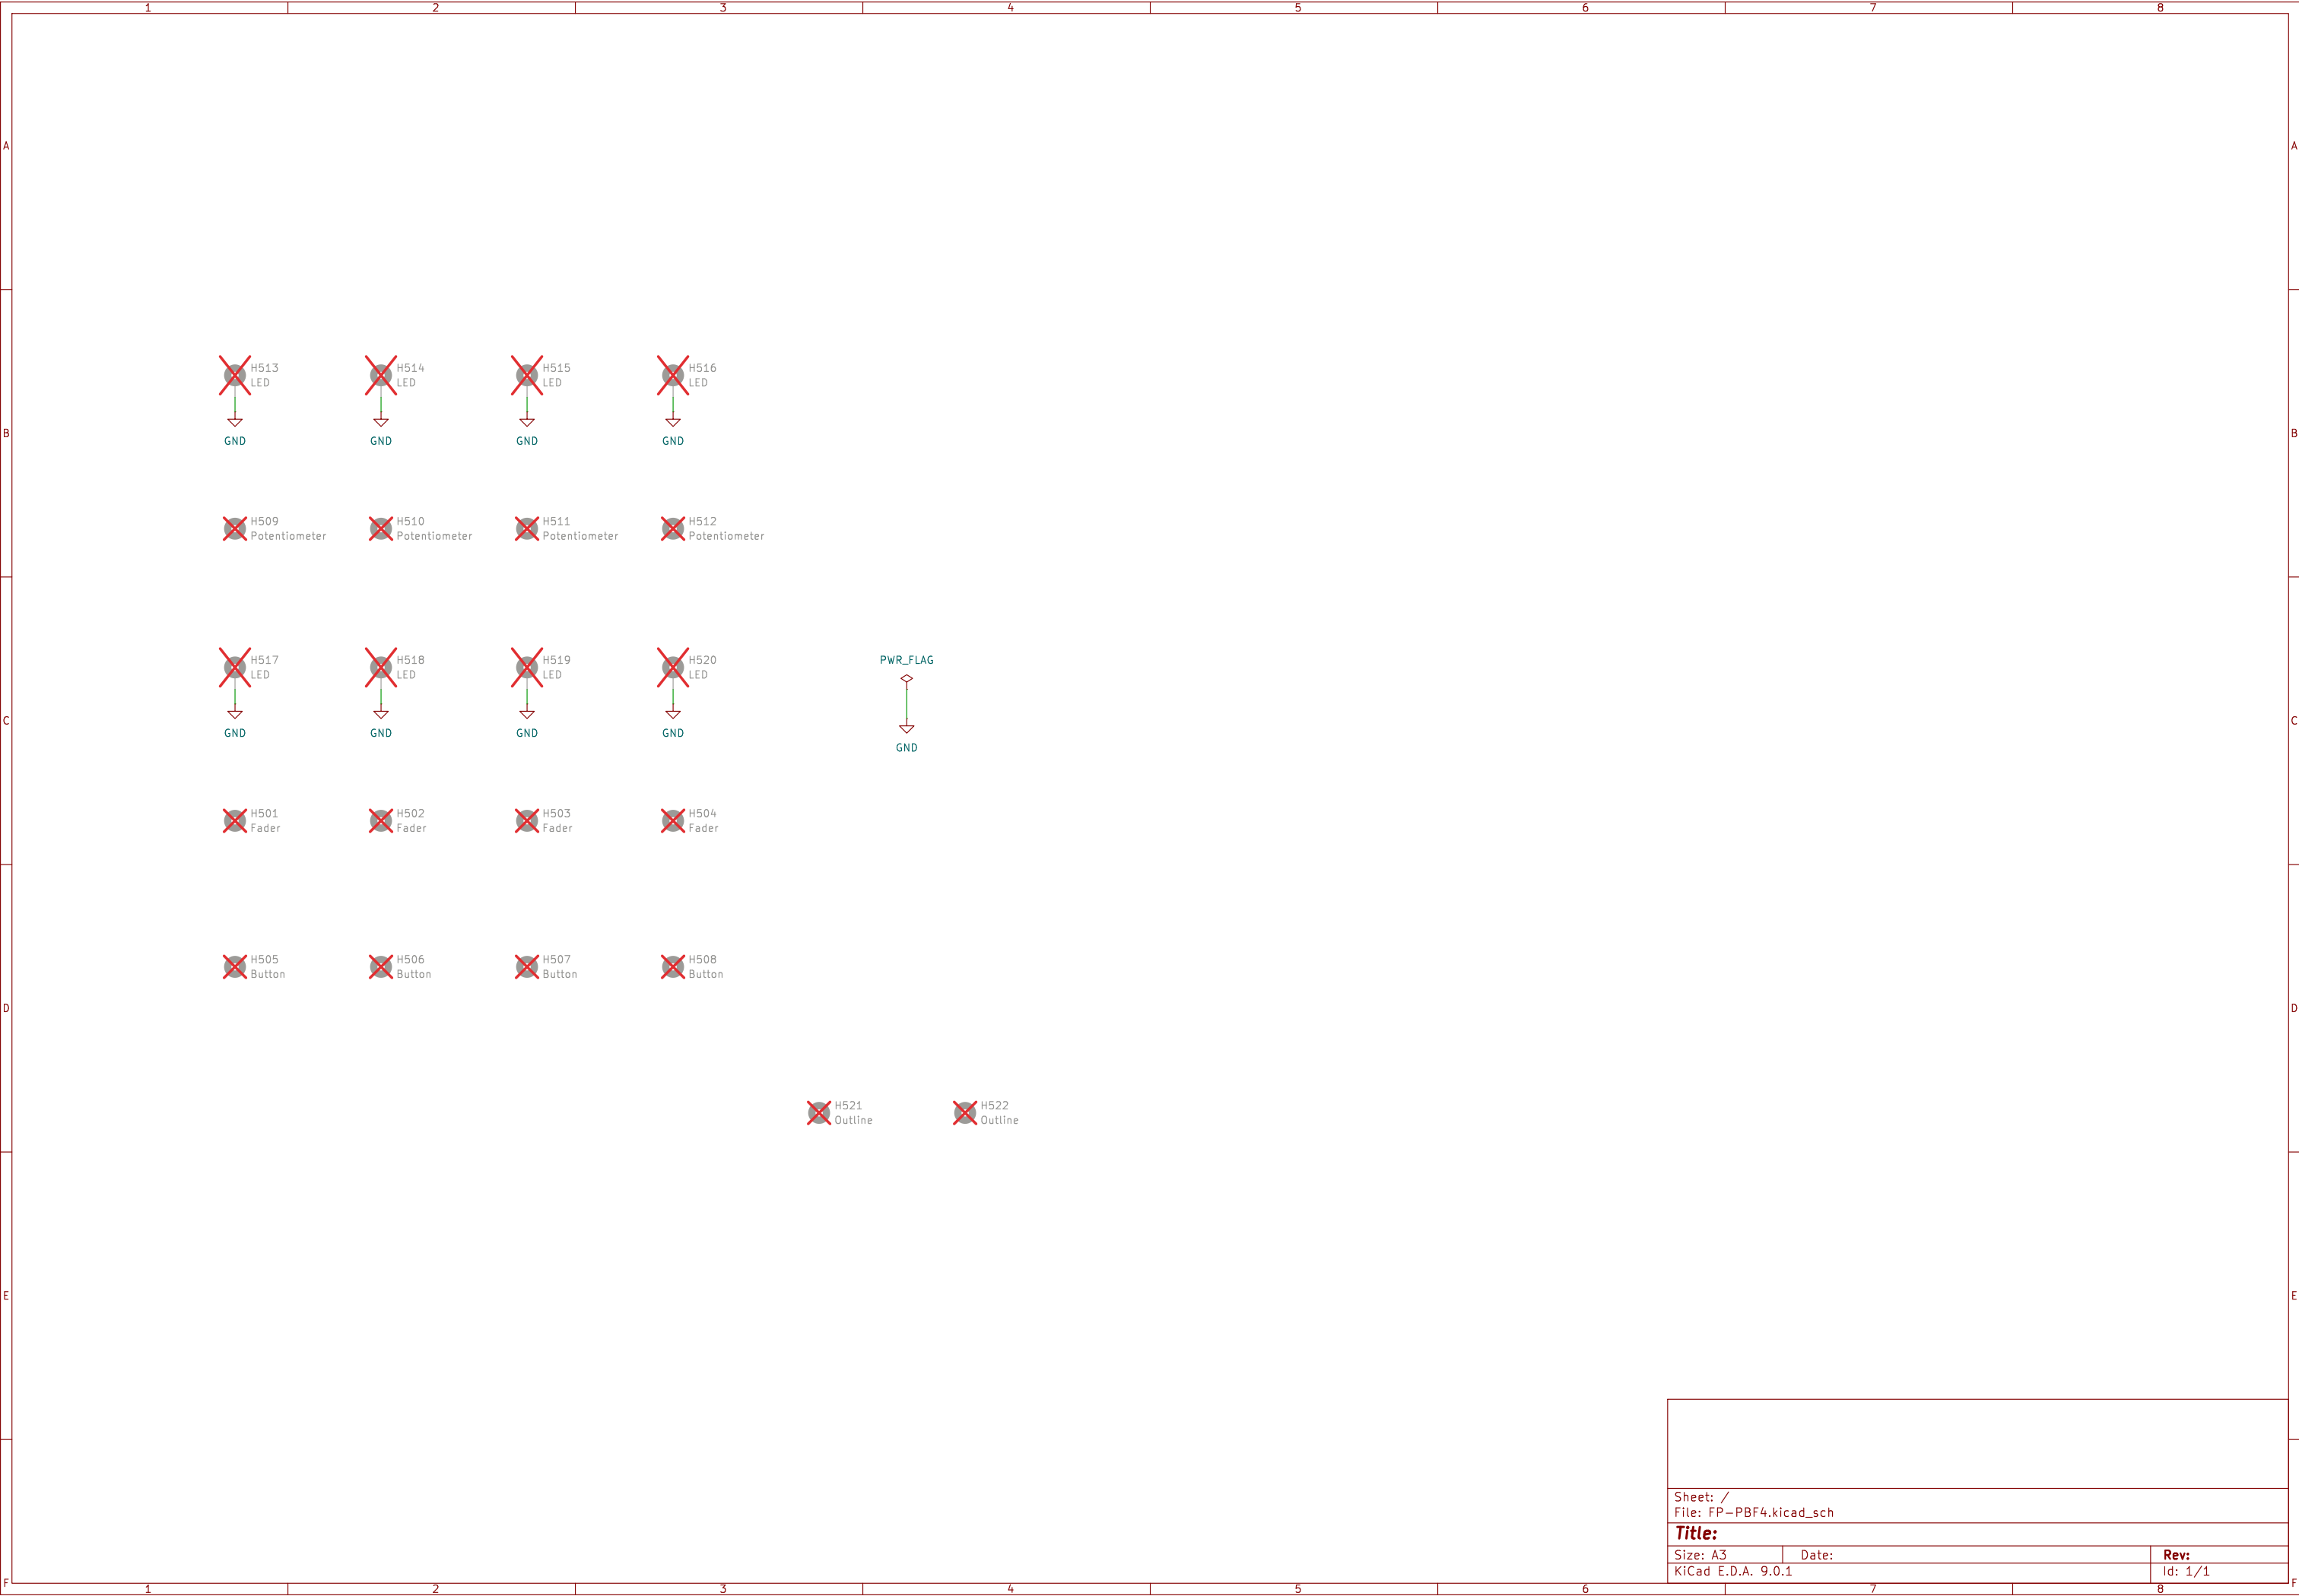 1 2 3 4 5 6 7 8
A A
H513 H514 H515 H516
LED LED LED LED
B B
GND GND GND GND
H509 H510 H511 H512
Potentiometer Potentiometer Potentiometer Potentiometer
H517 H518 H519 H520 PWR_FLAG
LED LED LED LED
C C
GND GND GND GND
GND
H501 H502 H503 H504
Fader Fader Fader Fader
H505 H506 H507 H508
Button Button Button Button
D D
H521 H522
Outline Outline
E E
Sheet: /
File: FP-PBF4.kicad_sch
Title:
Size: A3 Date: Rev:
KiCad E.D.A. 9.0.1 Id: 1/1
F F
1 2 3 4 5 6 7 8